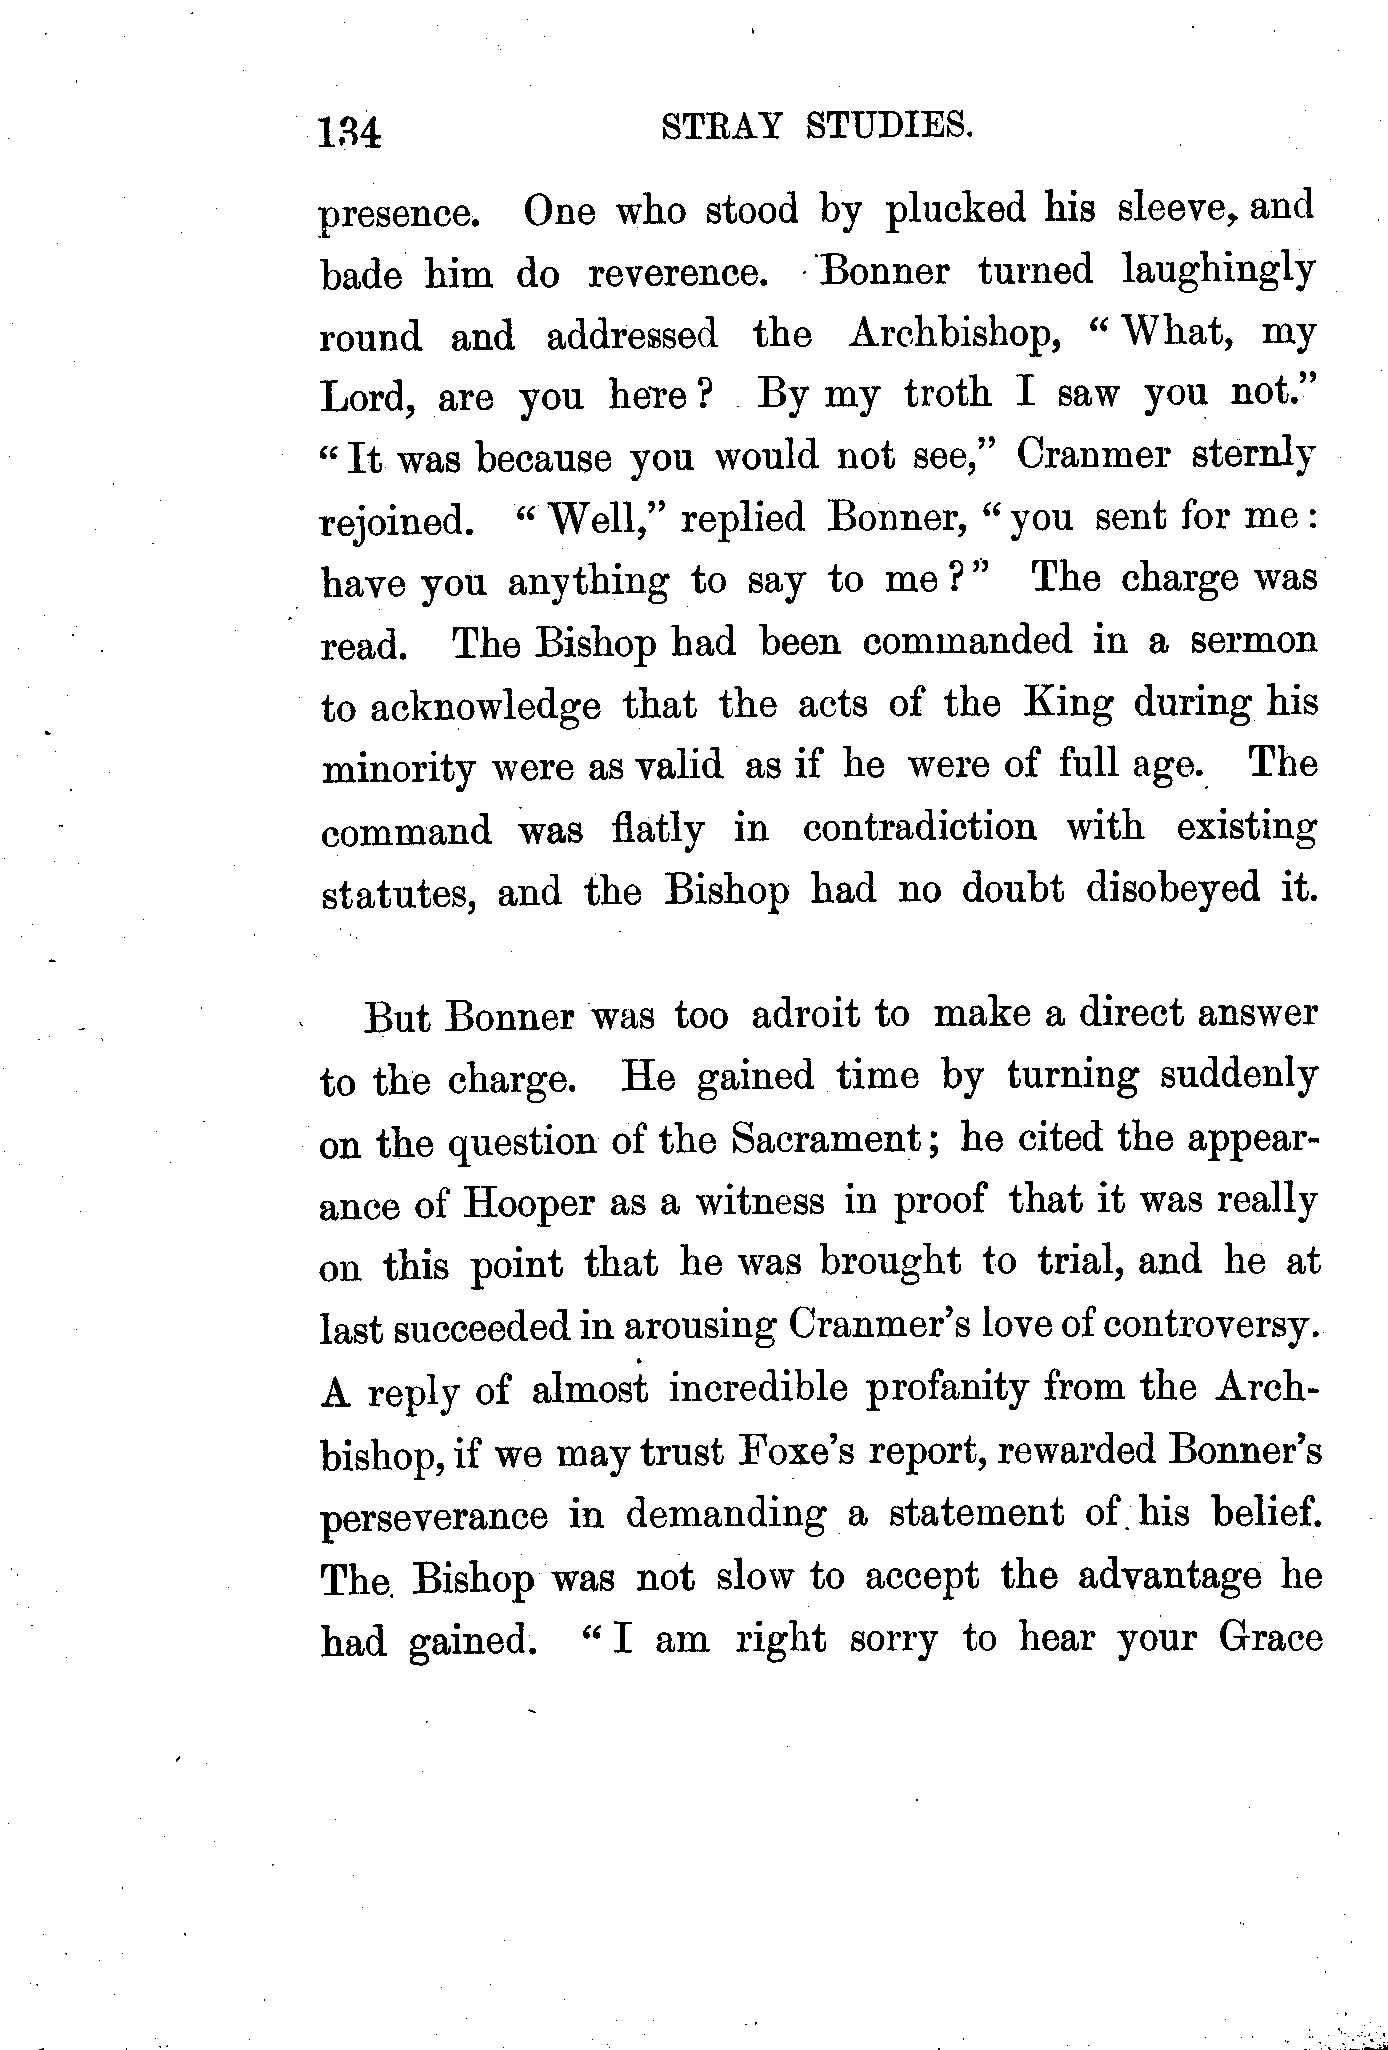 134 STRAY STUDIES.
presence. One who stood by plucked his sleeve, and
bade him do reverence. Bonner turned laughingly
round and addressed the Archbishop, “ What, my
Lord, are you here ? By my troth I saw you not.”
“ It was because you would not see,” Cranmer sternly
rejoined. “ Well,” replied Bonner, “ you sent for me :
have you anything to say to me ? ” The charge was
read. The Bishop had been commanded in a sermon
to acknowledge that the acts of the King during his
minority were as valid as if he were of full age. The
command was flatly in contradiction with existing
statutes, and the Bishop had no doubt disobeyed it.
But Bonner was too adroit to make a direct answer
to the charge. He gained time by turning suddenly
on the question of the Sacrament ; he cited the appear-
ance of Hooper as a witness in proof that it was really
on this point that he was brought to trial, and he at
last succeeded in arousing Cranmer’s love of controversy.
A reply of almost incredible profanity from the Arch-
bishop, if we may trust Foxe’s report, rewarded Bonner’s
perseverance in demanding a statement of his belief.
The Bishop was not slow to accept the advantage he
had gained. “ I am right sorry to hear your Grace